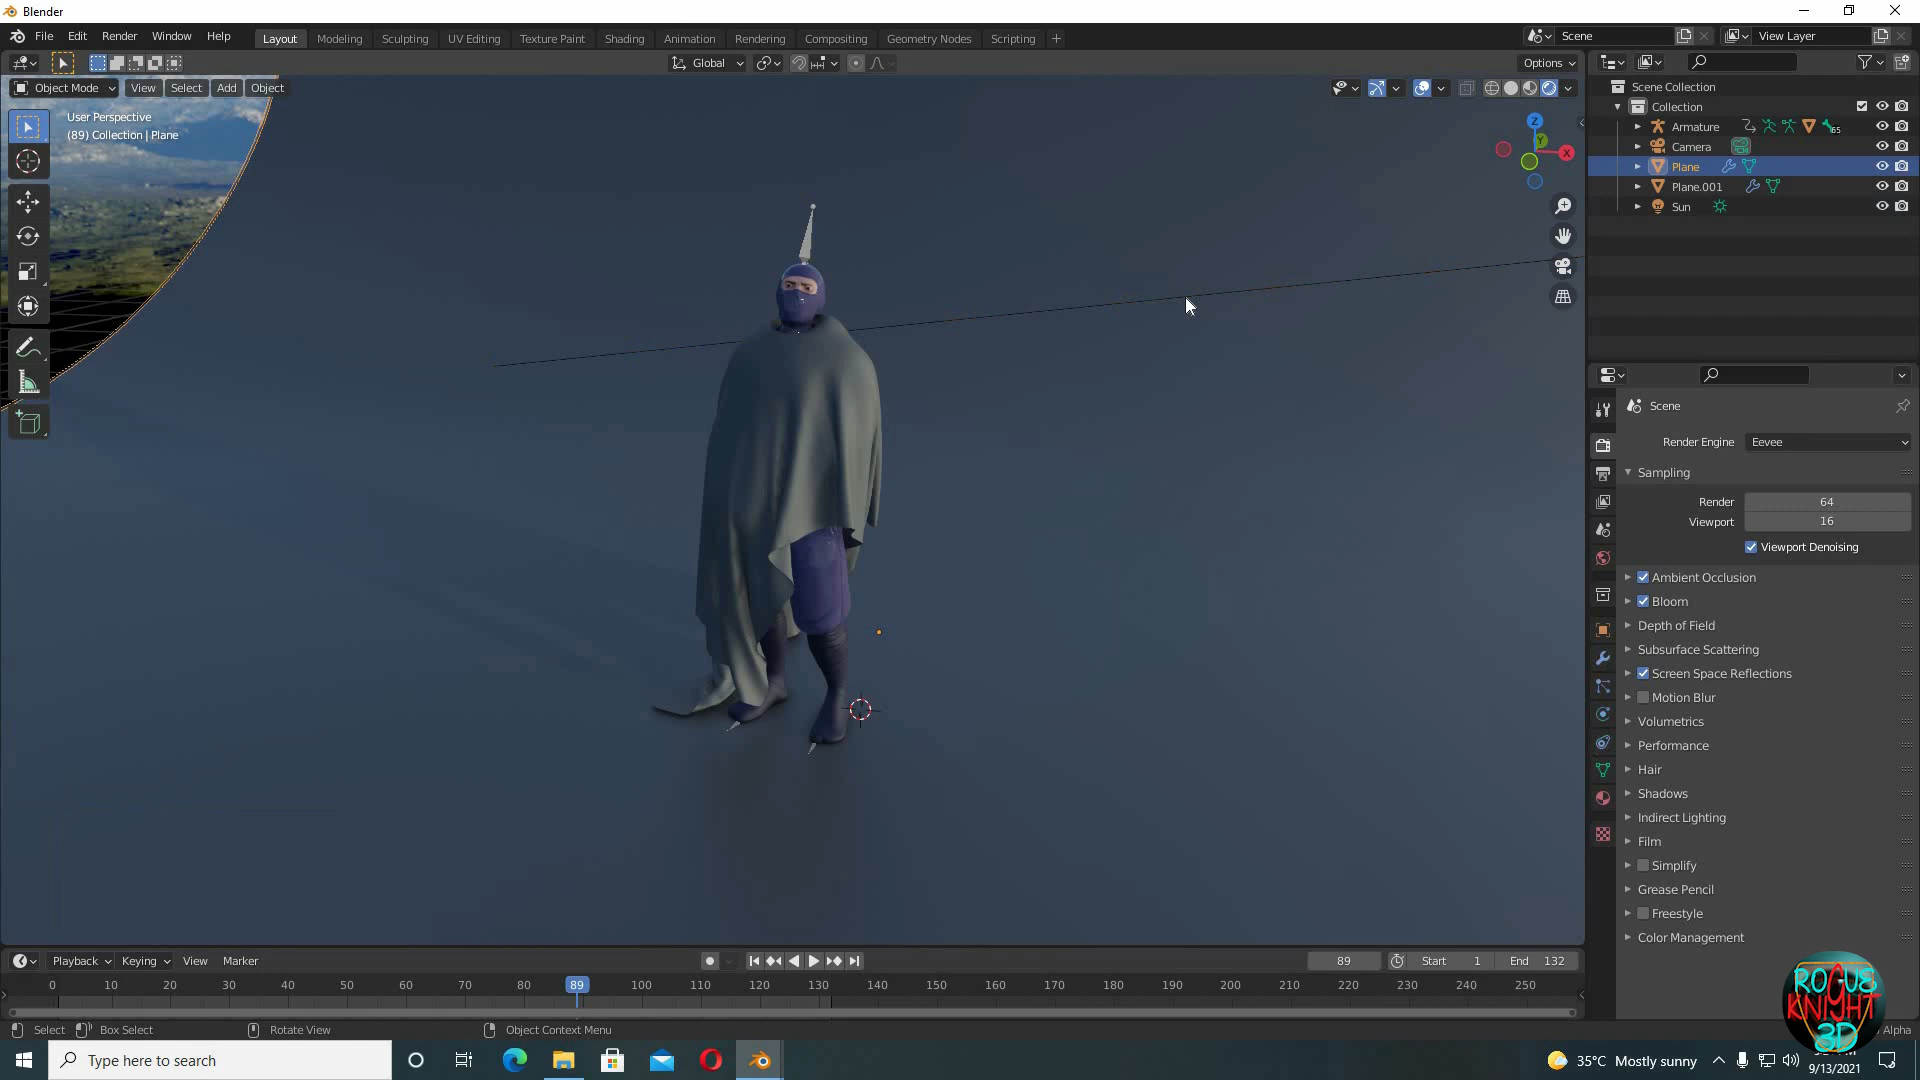 Blender
File Edit Render Window Help Layout Modeling Sculpting UV Editing Texture Paint Shading Animation Rendering Compositing Geometry Nodes Scripting + Scene View Layer
Global Options
Object Mode View Select Add Object
User Perspective
(89) Collection | Plane
Z
Y
X
Scene Collection
Collection
Armature 65
Camera
Plane
Plane.001
Sun
Scene
Render Engine Eevee
Sampling
Render 64
Viewport 16
Viewport Denoising
Ambient Occlusion
Bloom
Depth of Field
Subsurface Scattering
Screen Space Reflections
Motion Blur
Volumetrics
Performance
Hair
Shadows
Indirect Lighting
Film
Simplify
Grease Pencil
Freestyle
Color Management
Playback Keying View Marker 89 Start 1 End 132
0 10 20 30 40 50 60 70 80 89 100 110 120 130 140 150 160 170 180 190 200 210 220 230 240 250
Select Box Select Rotate View Object Context Menu Alpha
ROGUE
KNIGHT
3D
Type here to search 35°C Mostly sunny
9/13/2021